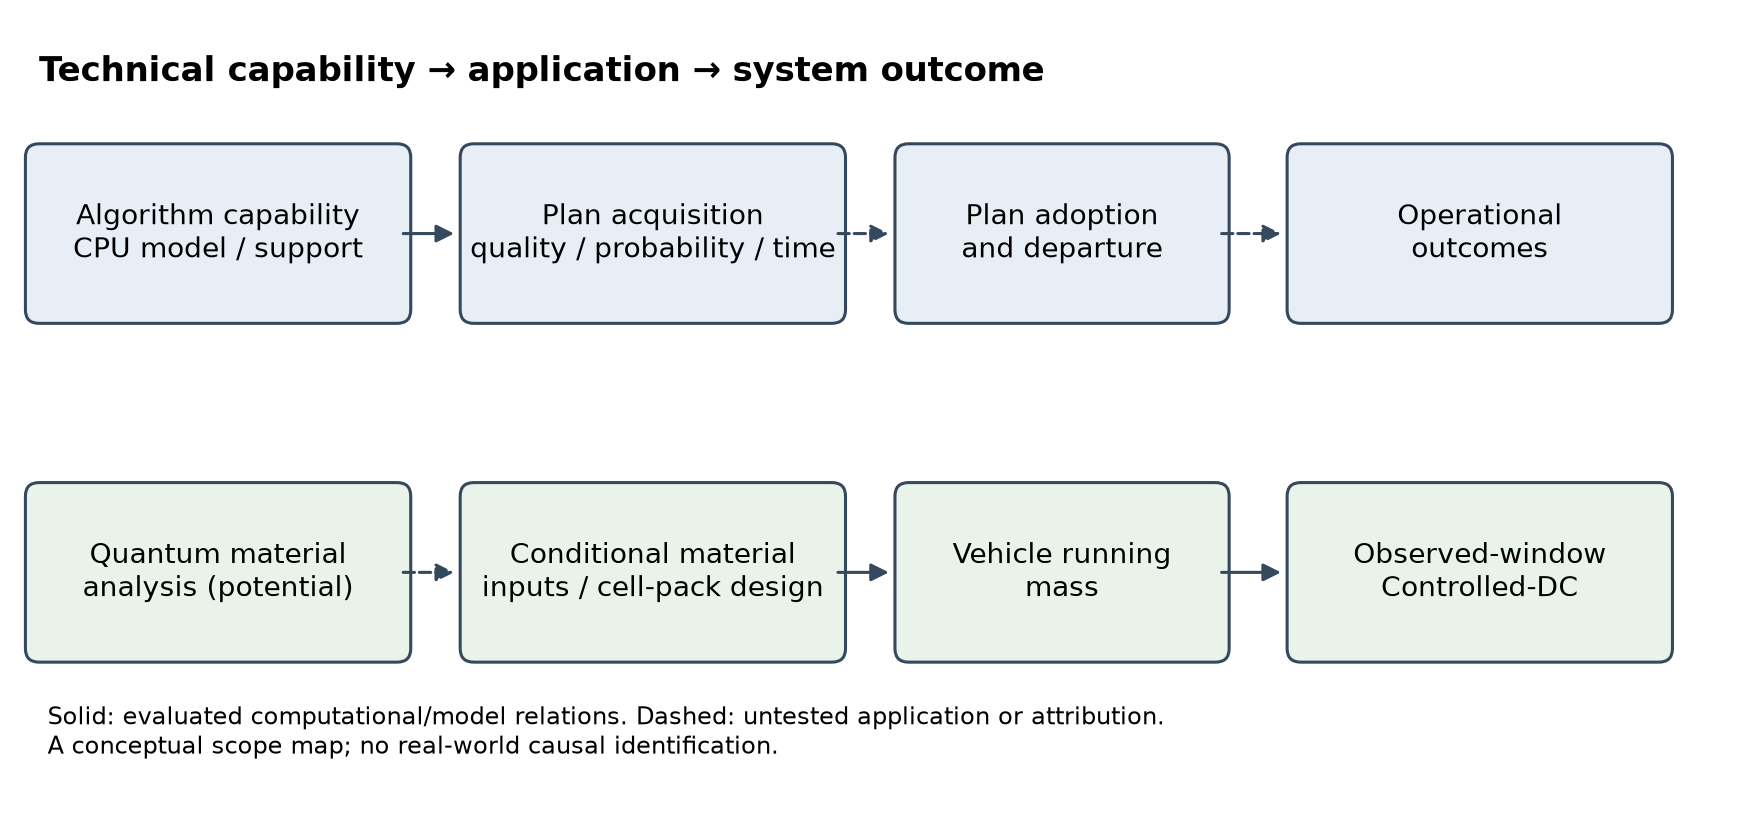 Technical capability → application → system outcome
Algorithm capability
CPU model / support
Plan acquisition
quality / probability / time
Plan adoption
and departure
Operational
outcomes
Quantum material
analysis (potential)
Conditional material
inputs / cell-pack design
Vehicle running
mass
Observed-window
Controlled-DC
Solid: evaluated computational/model relations. Dashed: untested application or attribution.
A conceptual scope map; no real-world causal identification.